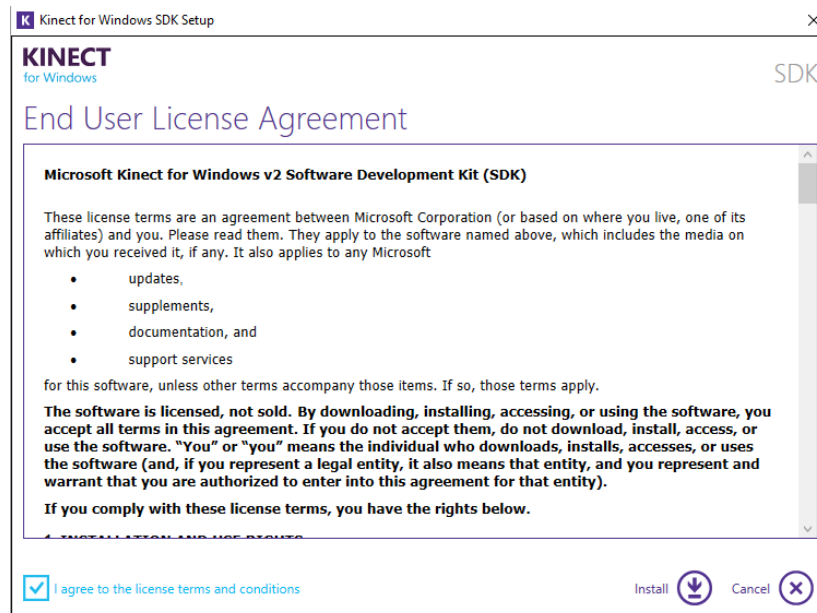 K Kinect for Windows SDK Setup
KINECT
for Windows
SDK
End User License Agreement
Microsoft Kinect for Windows v2 Software Development Kit (SDK)
These license terms are an agreement between Microsoft Corporation (or based on where you live, one of its
affiliates) and you. Please read them. They apply to the software named above, which includes the media on
which you received it, if any. It also applies to any Microsoft
• updates,
• supplements,
• documentation, and
• support services
for this software, unless other terms accompany those items. If so, those terms apply.
The software is licensed, not sold. By downloading, installing, accessing, or using the software, you
accept all terms in this agreement. If you do not accept them, do not download, install, access, or
use the software. “You” or “you” means the individual who downloads, installs, accesses, or uses
the software (and, if you represent a legal entity, it also means that entity, and you represent and
warrant that you are authorized to enter into this agreement for that entity).
If you comply with these license terms, you have the rights below.
1. INSTALLATION AND USE RIGHTS
I agree to the license terms and conditions
Install
Cancel